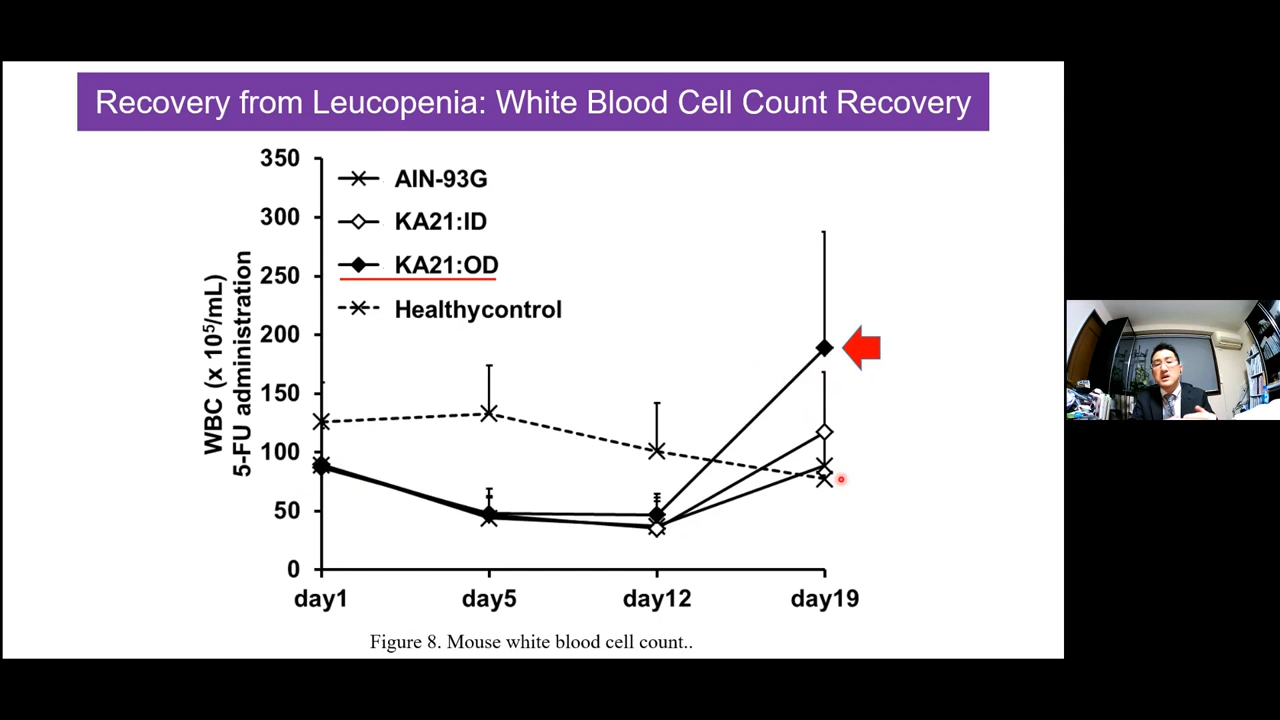 Recovery from Leucopenia: White Blood Cell Count Recovery
350
300
250
200
150
100
50
0
WBC (x 10⁵/mL)
5-FU administration
AIN-93G
KA21:ID
KA21:OD
Healthycontrol
day1 day5 day12 day19
Figure 8. Mouse white blood cell count..